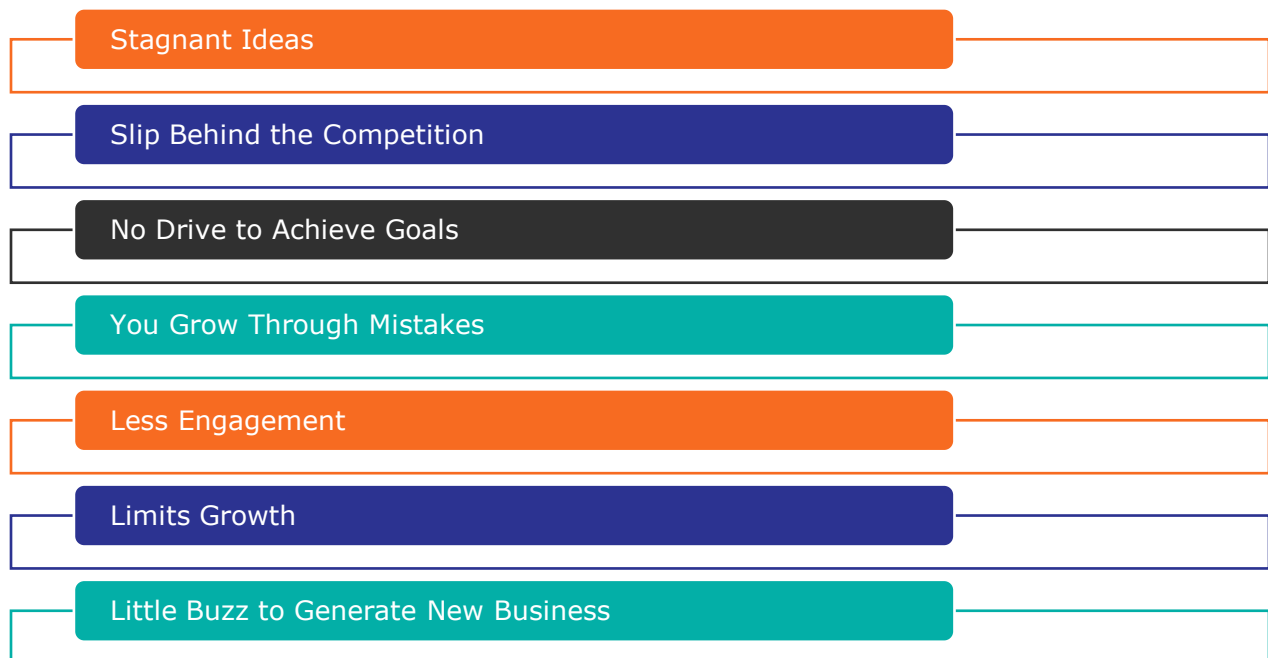 Stagnant Ideas
Slip Behind the Competition
No Drive to Achieve Goals
You Grow Through Mistakes
Less Engagement
Limits Growth
Little Buzz to Generate New Business